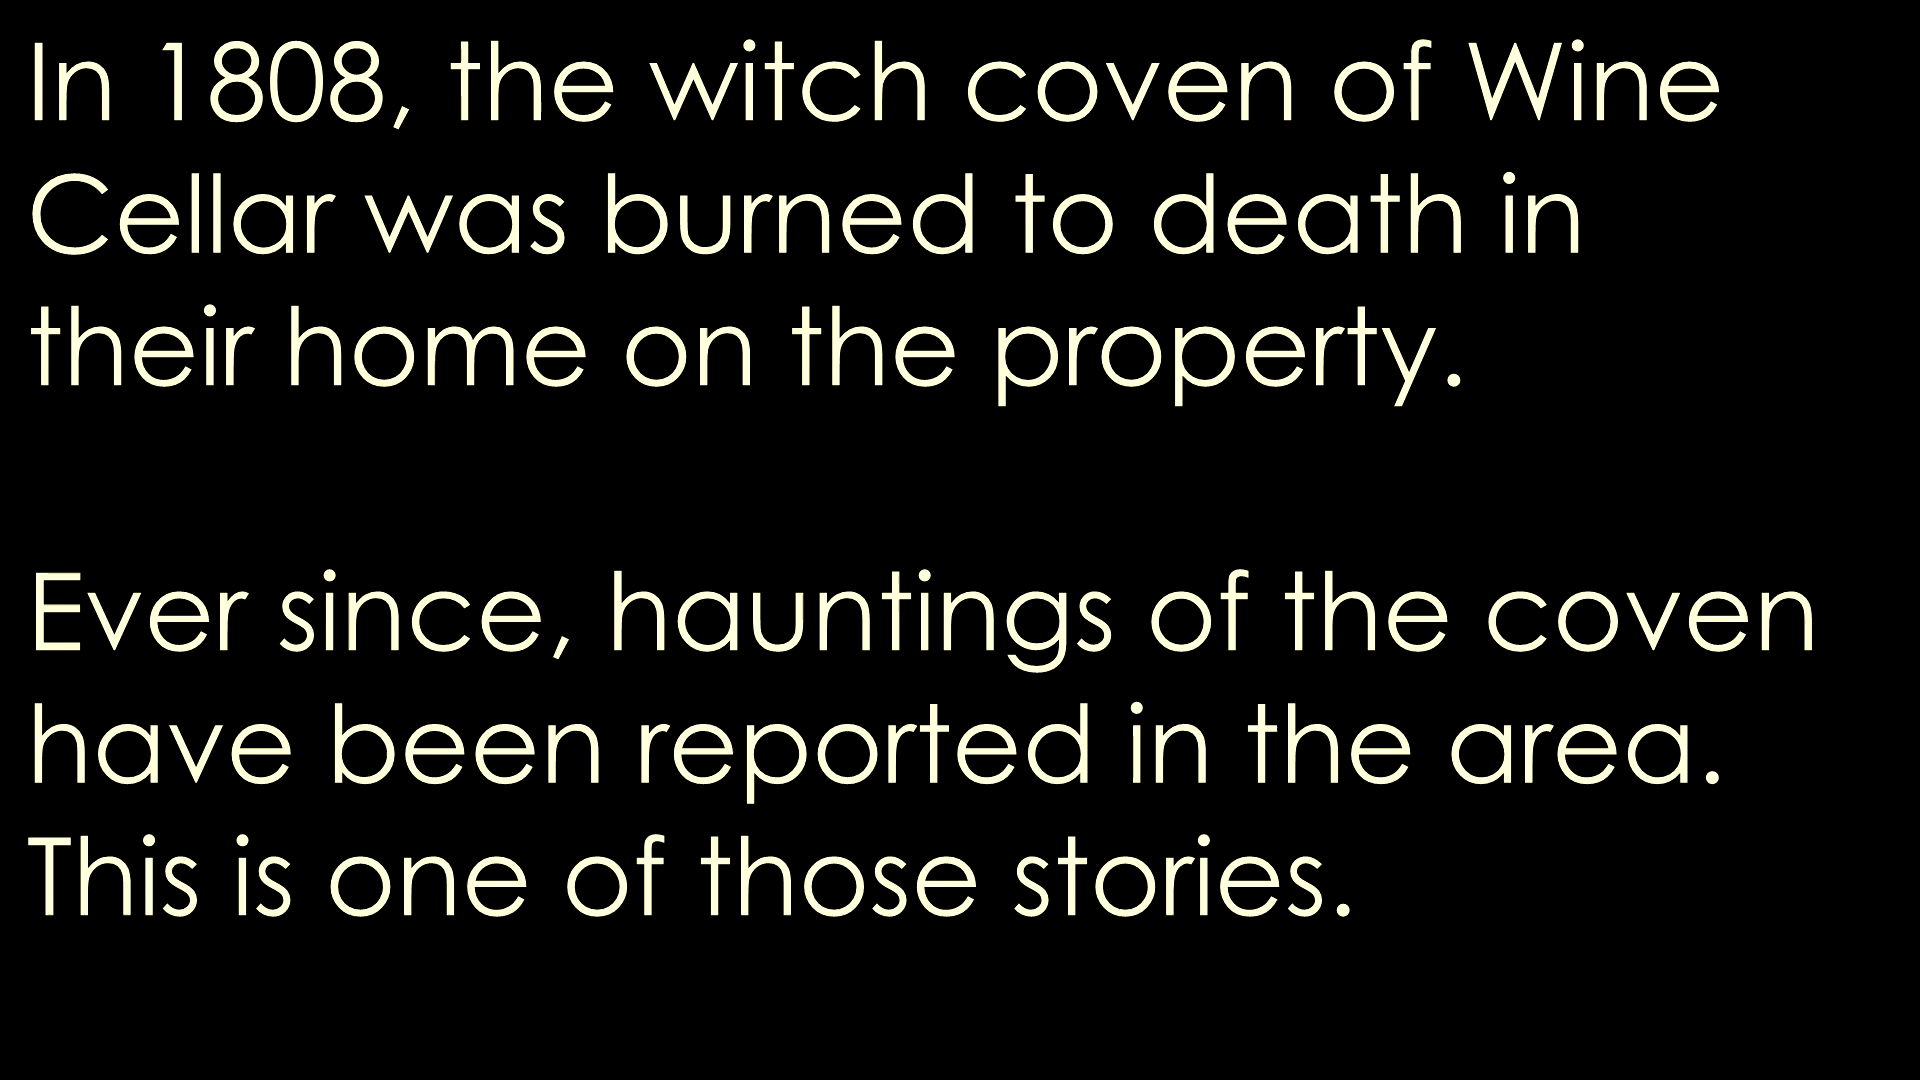 In 1808, the witch coven of Wine
Cellar was burned to death in
their home on the property.
Ever since, hauntings of the coven
have been reported in the area.
This is one of those stories.